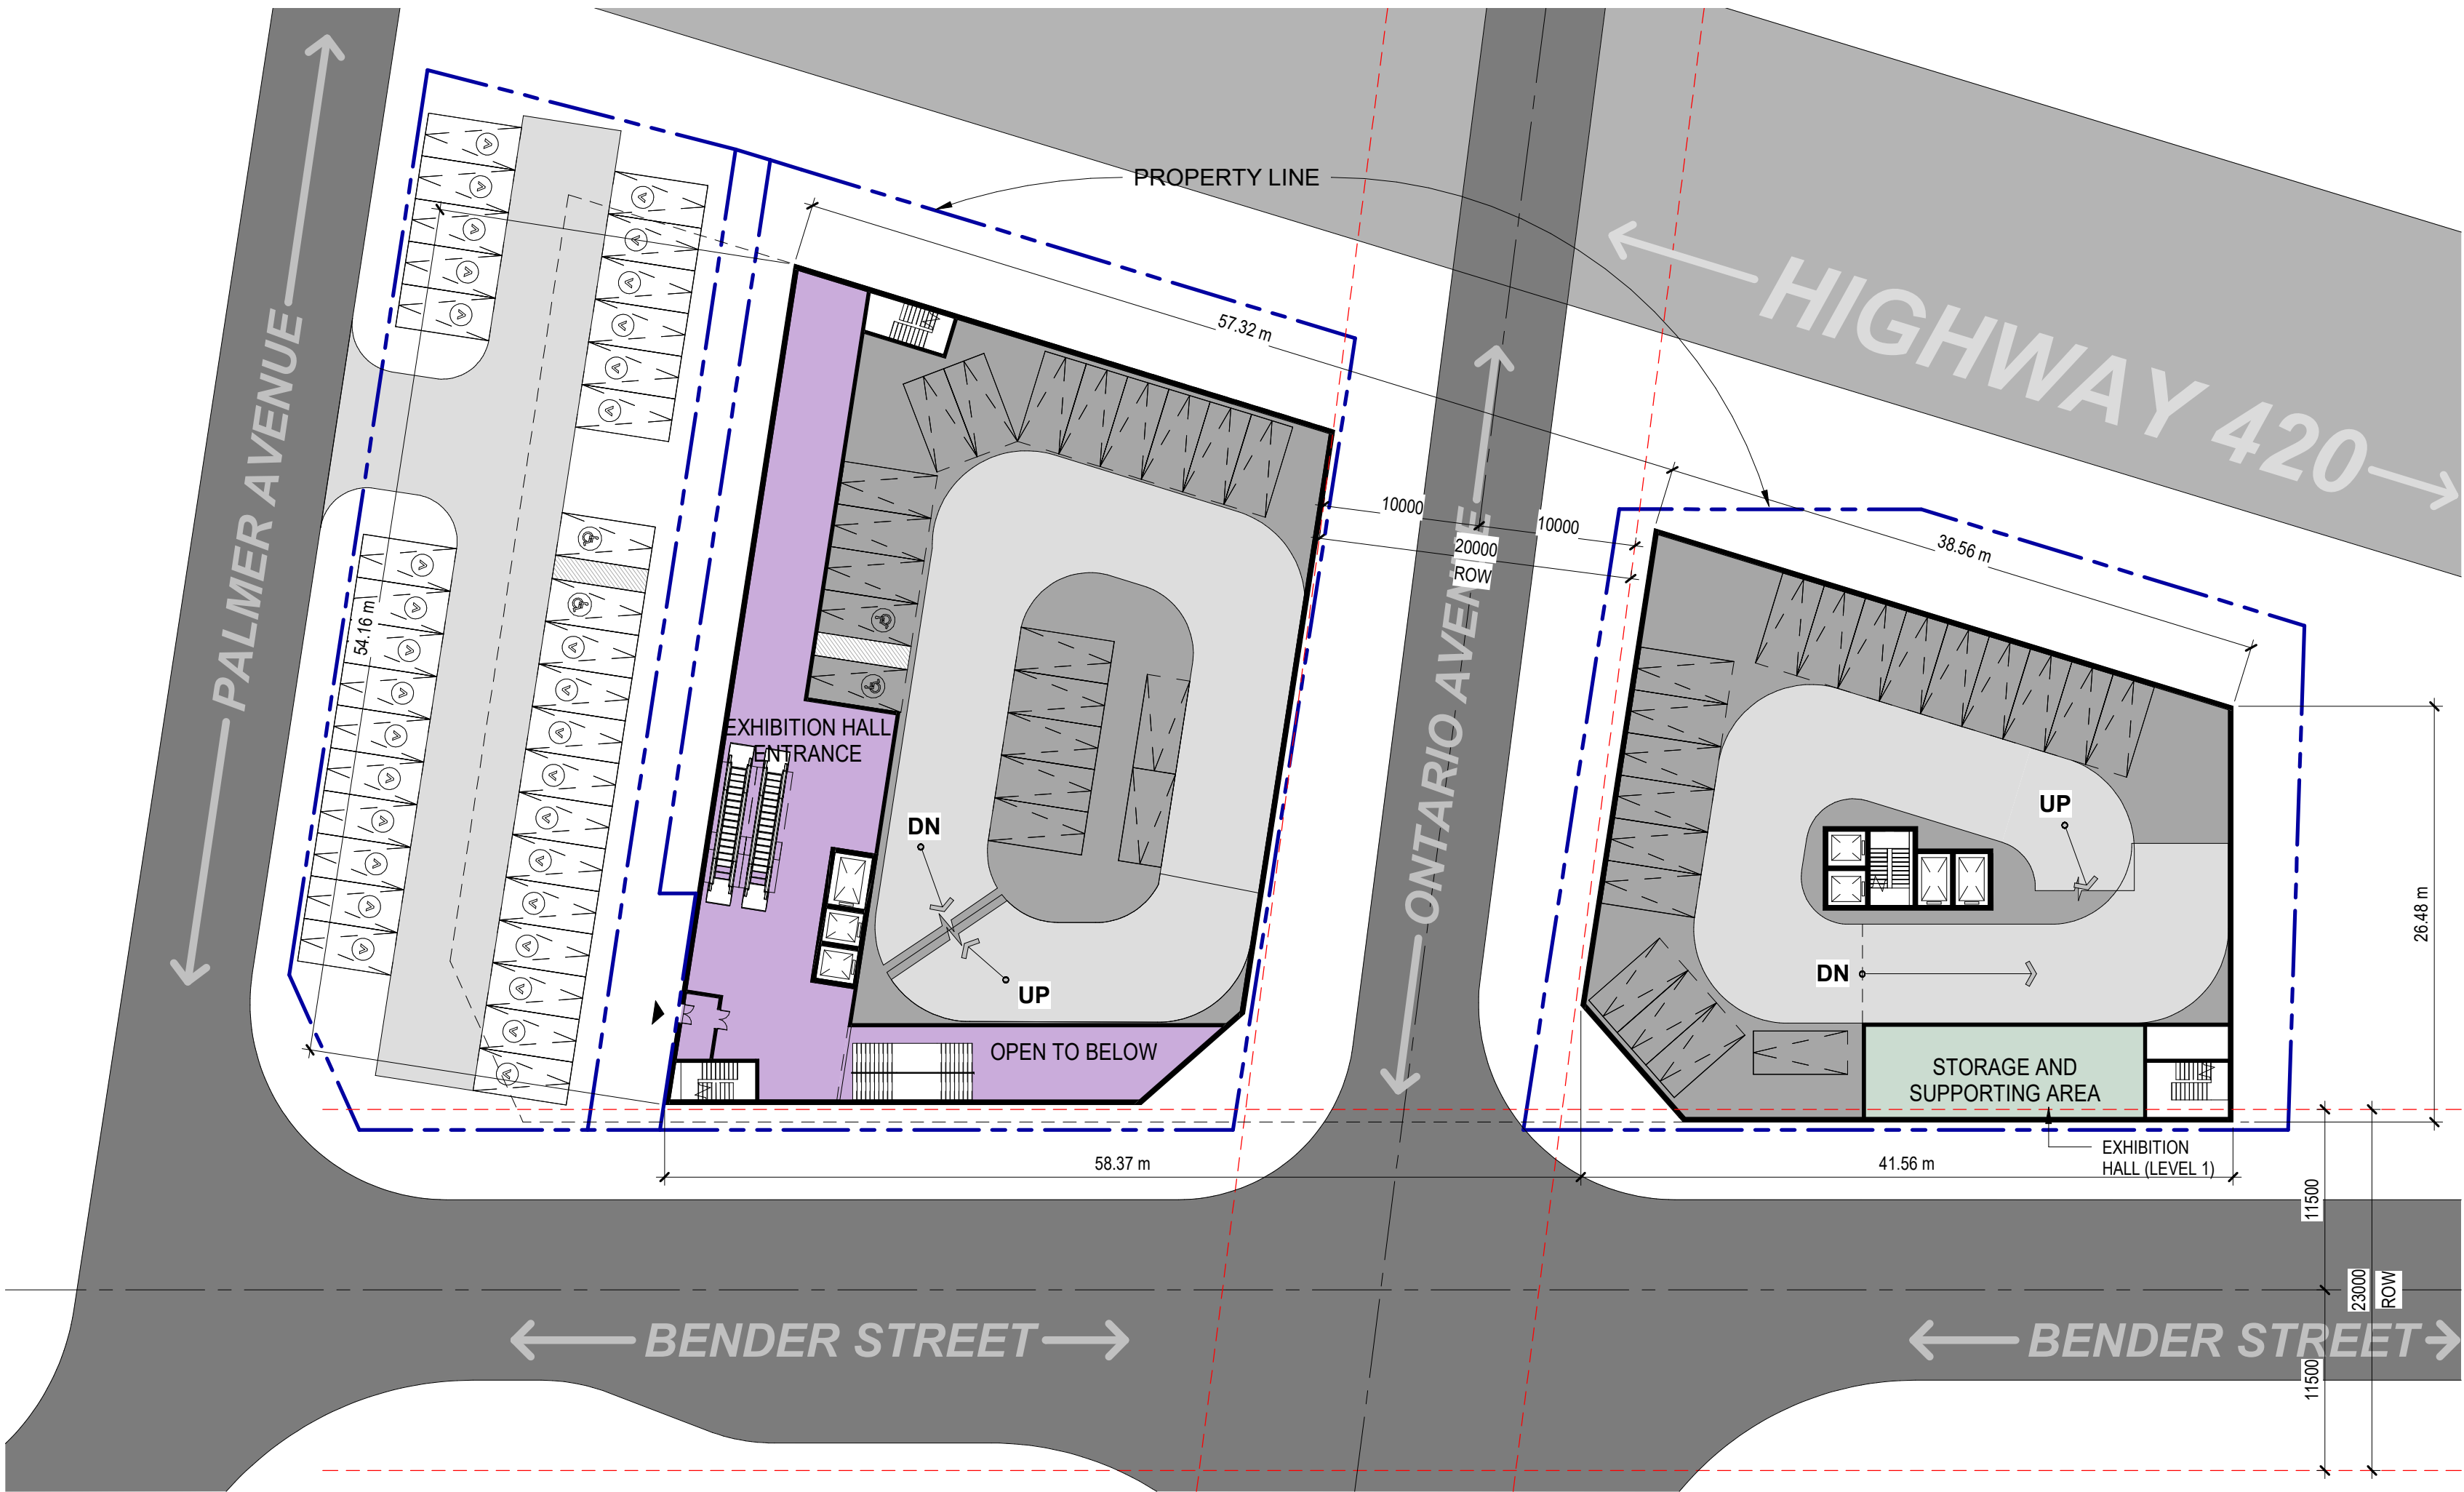 PROPERTY LINE
HIGHWAY 420
PALMER AVENUE
57.32 m
10000
10000
20000
ROW
38.56 m
54.16 m
ONTARIO AVENUE
EXHIBITION HALL
ENTRANCE
DN
UP
UP
DN
26.48 m
OPEN TO BELOW
STORAGE AND
SUPPORTING AREA
EXHIBITION
HALL (LEVEL 1)
58.37 m
41.56 m
11500
23000
ROW
11500
BENDER STREET
BENDER STREET